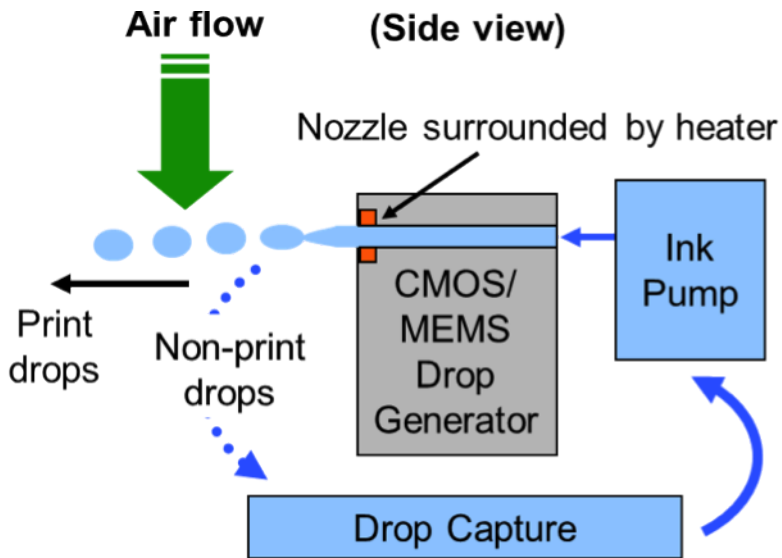 Air flow
(Side view)
Nozzle surrounded by heater
Ink
Pump
CMOS/
MEMS
Drop
Generator
Print
drops
Non-print
drops
Drop Capture